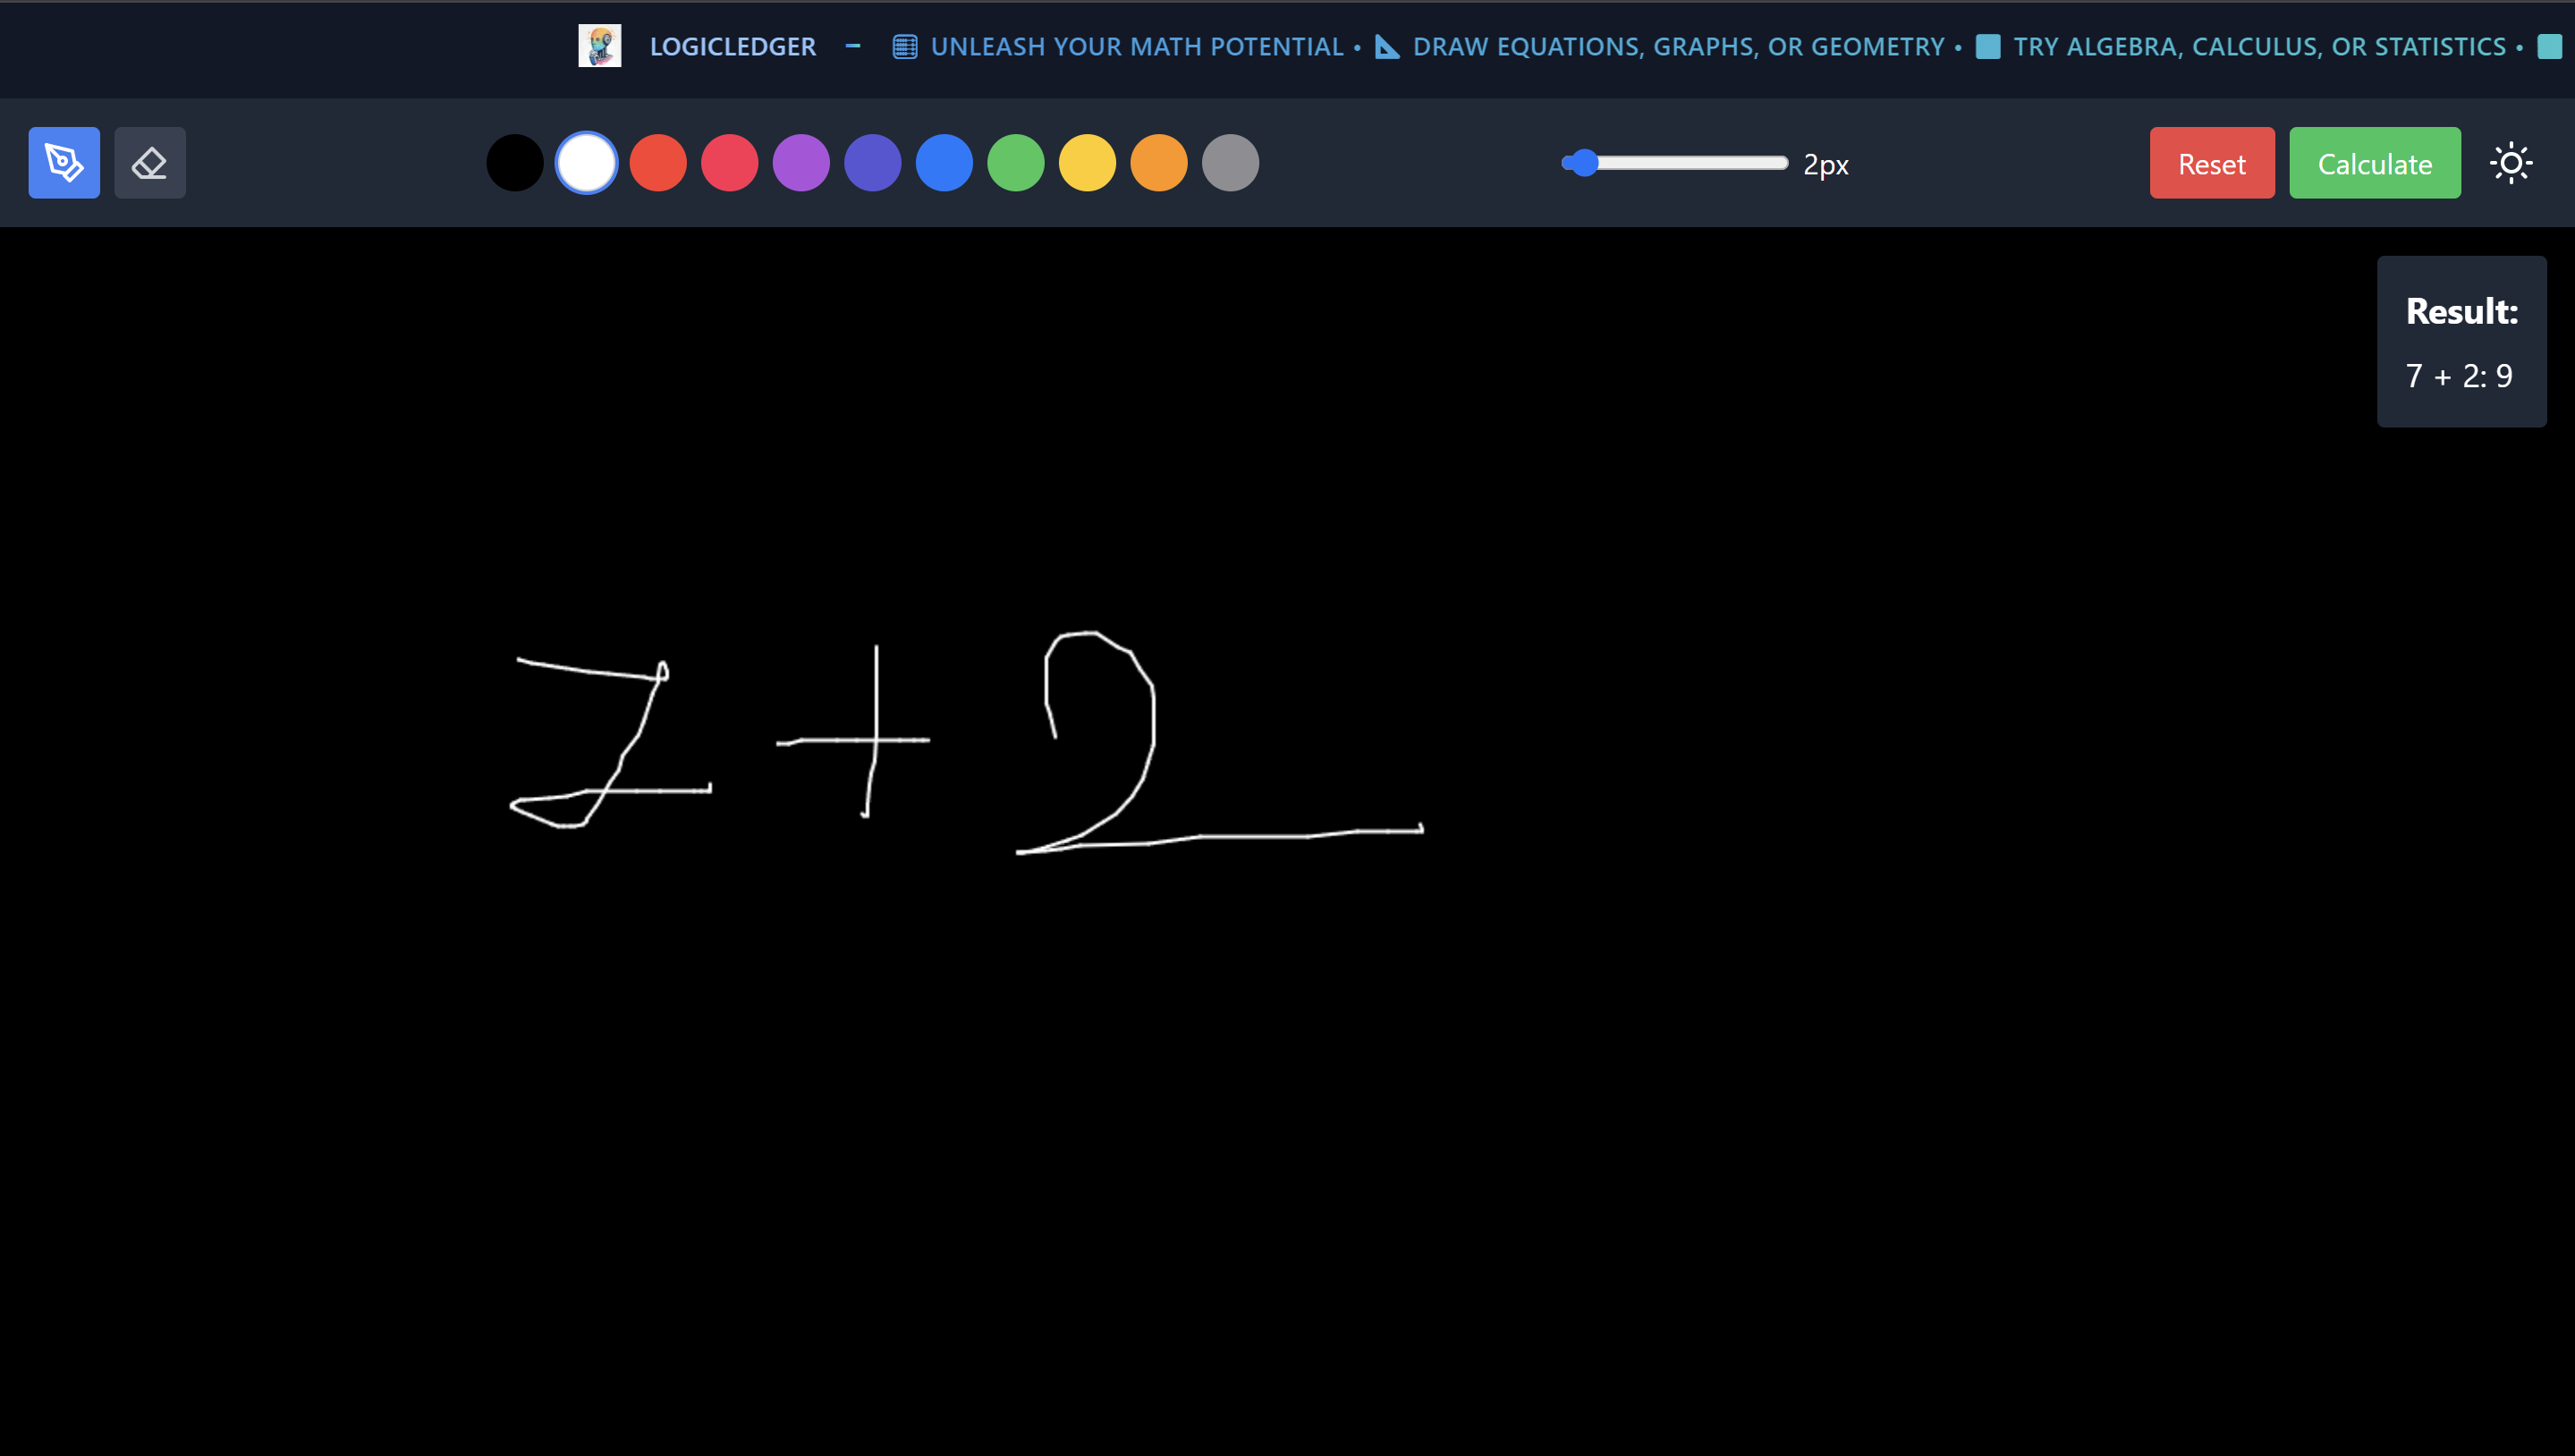 LOGICLEDGER – UNLEASH YOUR MATH POTENTIAL • DRAW EQUATIONS, GRAPHS, OR GEOMETRY • TRY ALGEBRA, CALCULUS, OR STATISTICS •
2px Reset Calculate
Result:
7 + 2: 9
2 + 2